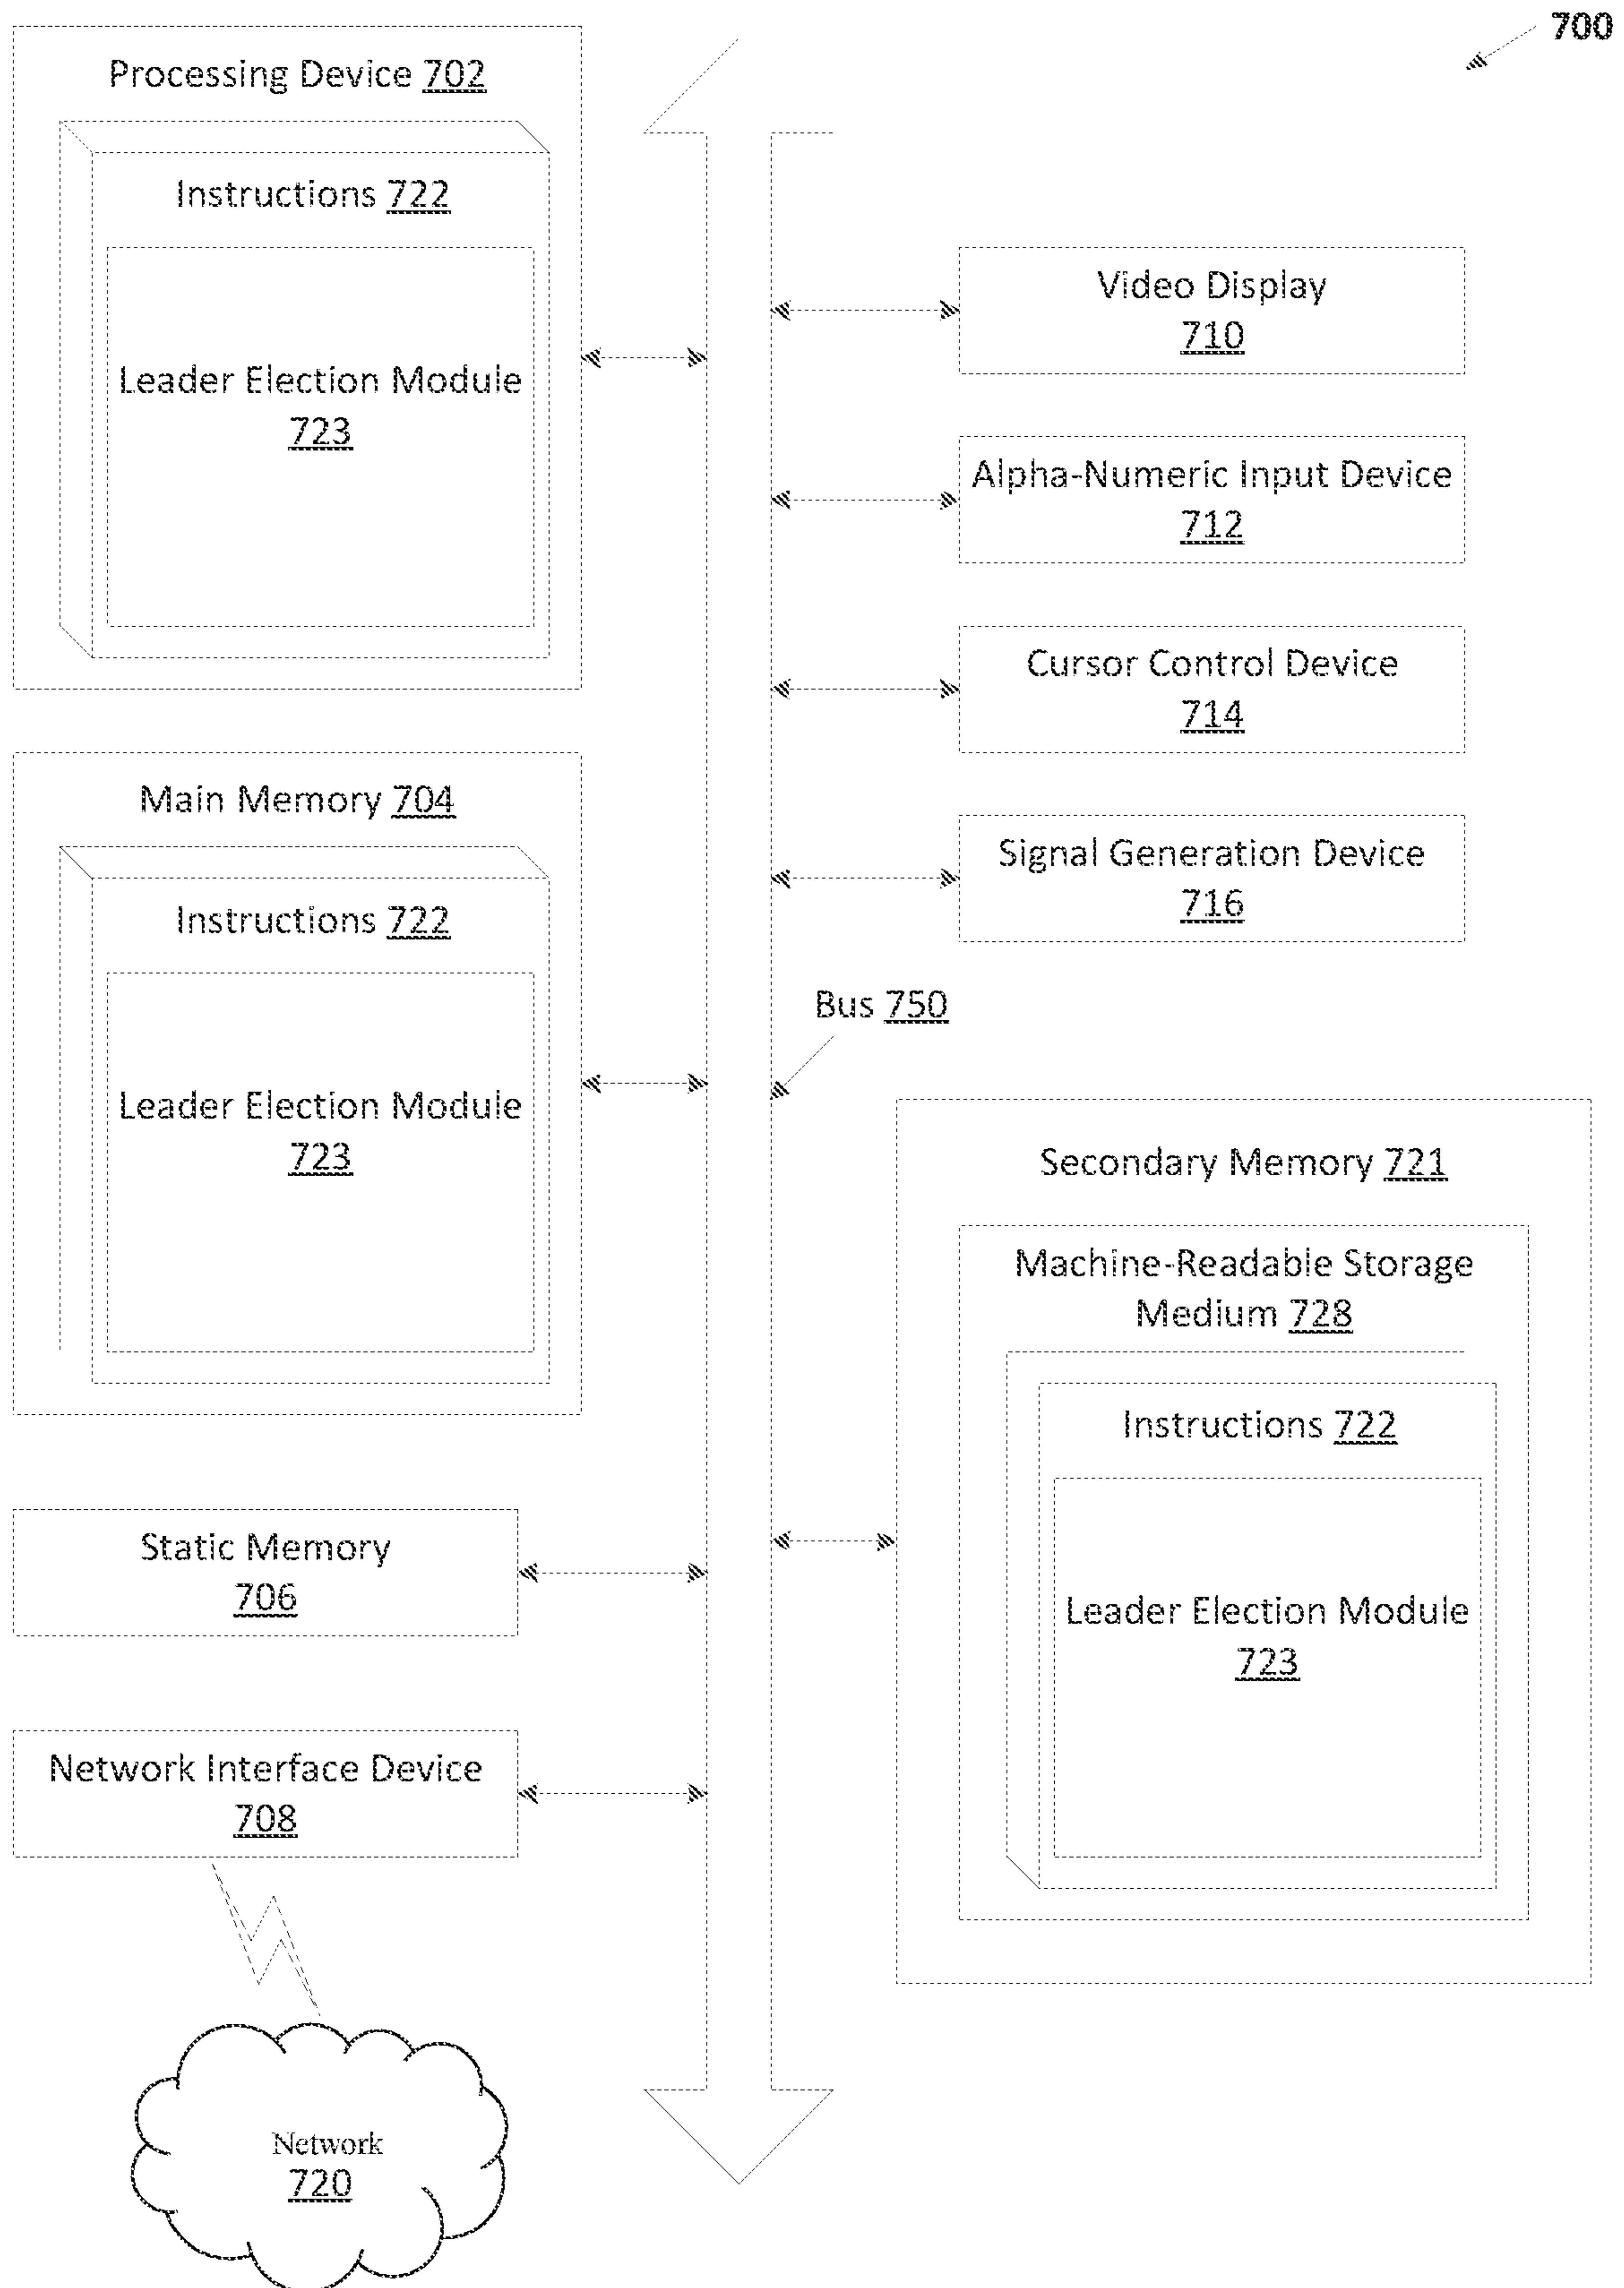 700
Processing Device 702
Instructions 722
Leader Election Module
723
Video Display
710
Alpha-Numeric Input Device
712
Cursor Control Device
714
Signal Generation Device
716
Main Memory 704
Instructions 722
Leader Election Module
723
Bus 750
Secondary Memory 721
Machine-Readable Storage
Medium 728
Instructions 722
Leader Election Module
723
Static Memory
706
Network Interface Device
708
Network
720